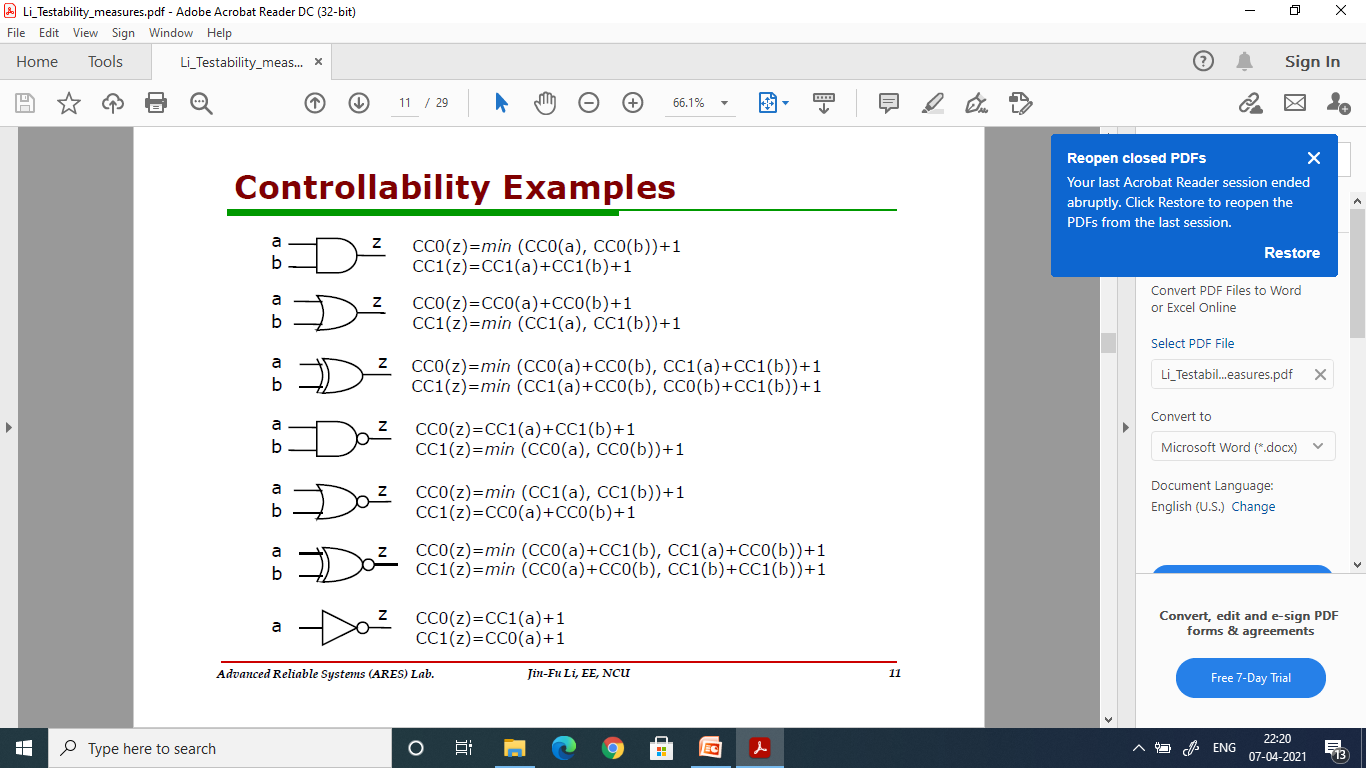 Li_Testability_measures.pdf - Adobe Acrobat Reader DC (32-bit)
File Edit View Sign Window Help
Home Tools Li_Testability_meas... × Sign In
11 / 29 66.1%
Controllability Examples
a
b
z
CC0(z)=min (CC0(a), CC0(b))+1
CC1(z)=CC1(a)+CC1(b)+1
a
b
z
CC0(z)=CC0(a)+CC0(b)+1
CC1(z)=min (CC1(a), CC1(b))+1
a
b
z
CC0(z)=min (CC0(a)+CC0(b), CC1(a)+CC1(b))+1
CC1(z)=min (CC1(a)+CC0(b), CC0(b)+CC1(b))+1
a
b
z
CC0(z)=CC1(a)+CC1(b)+1
CC1(z)=min (CC0(a), CC0(b))+1
a
b
z
CC0(z)=min (CC1(a), CC1(b))+1
CC1(z)=CC0(a)+CC0(b)+1
a
b
z
CC0(z)=min (CC0(a)+CC1(b), CC1(a)+CC0(b))+1
CC1(z)=min (CC0(a)+CC0(b), CC1(b)+CC1(b))+1
a
z
CC0(z)=CC1(a)+1
CC1(z)=CC0(a)+1
Advanced Reliable Systems (ARES) Lab. Jin-Fu Li, EE, NCU 11
Reopen closed PDFs
Your last Acrobat Reader session ended
abruptly. Click Restore to reopen the
PDFs from the last session.
Restore
Convert PDF Files to Word
or Excel Online
Select PDF File
Li_Testabil...easures.pdf
Convert to
Microsoft Word (*.docx)
Document Language:
English (U.S.) Change
Convert, edit and e-sign PDF
forms & agreements
Free 7-Day Trial
Type here to search
ENG
22:20
07-04-2021
13